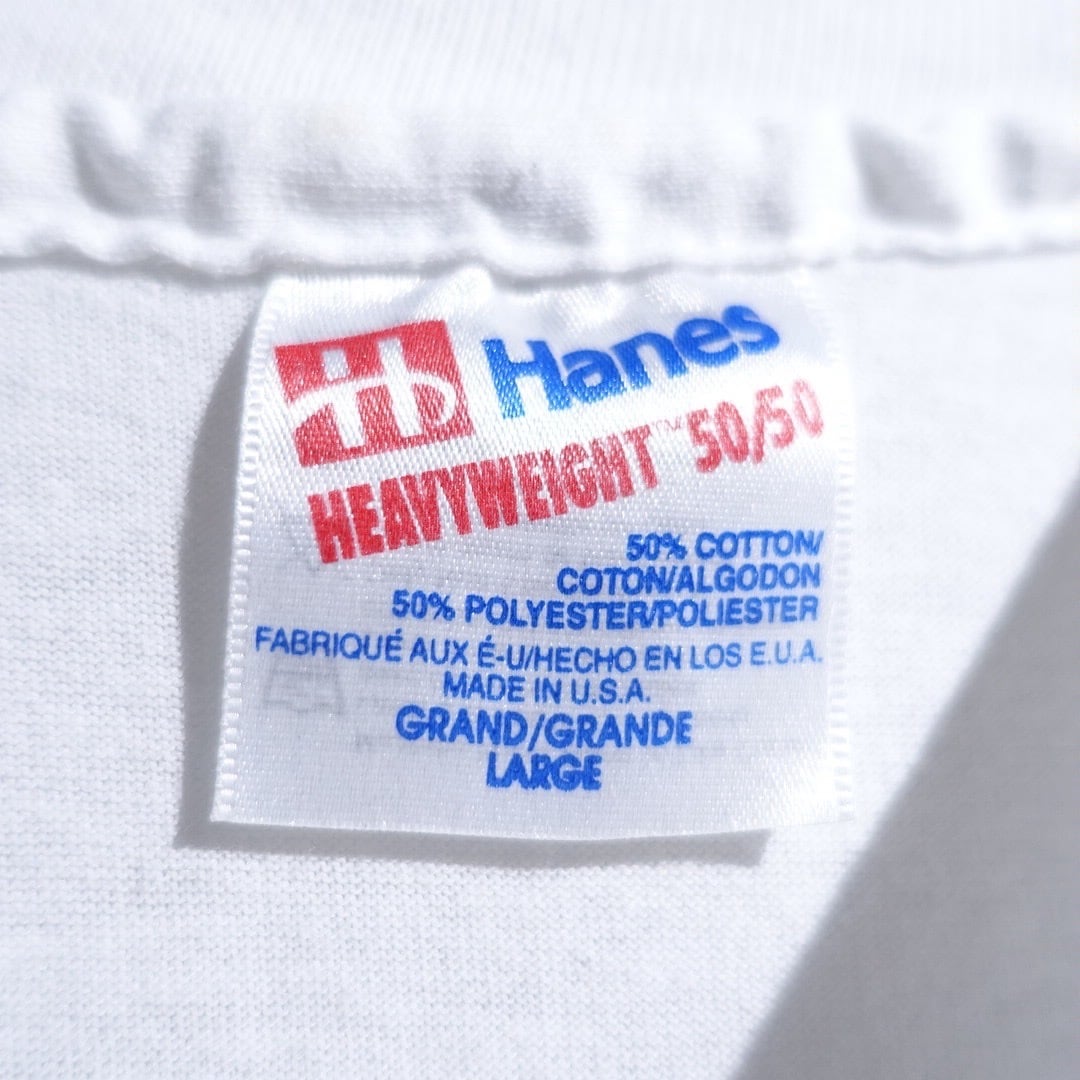 Hanes
HEAVYWEIGHT™ 50/50
50% COTTON/
COTON/ALGODON
50% POLYESTER/POLIESTER
FABRIQUÉ AUX É-U/HECHO EN LOS E.U.A.
MADE IN U.S.A.
GRAND/GRANDE
LARGE